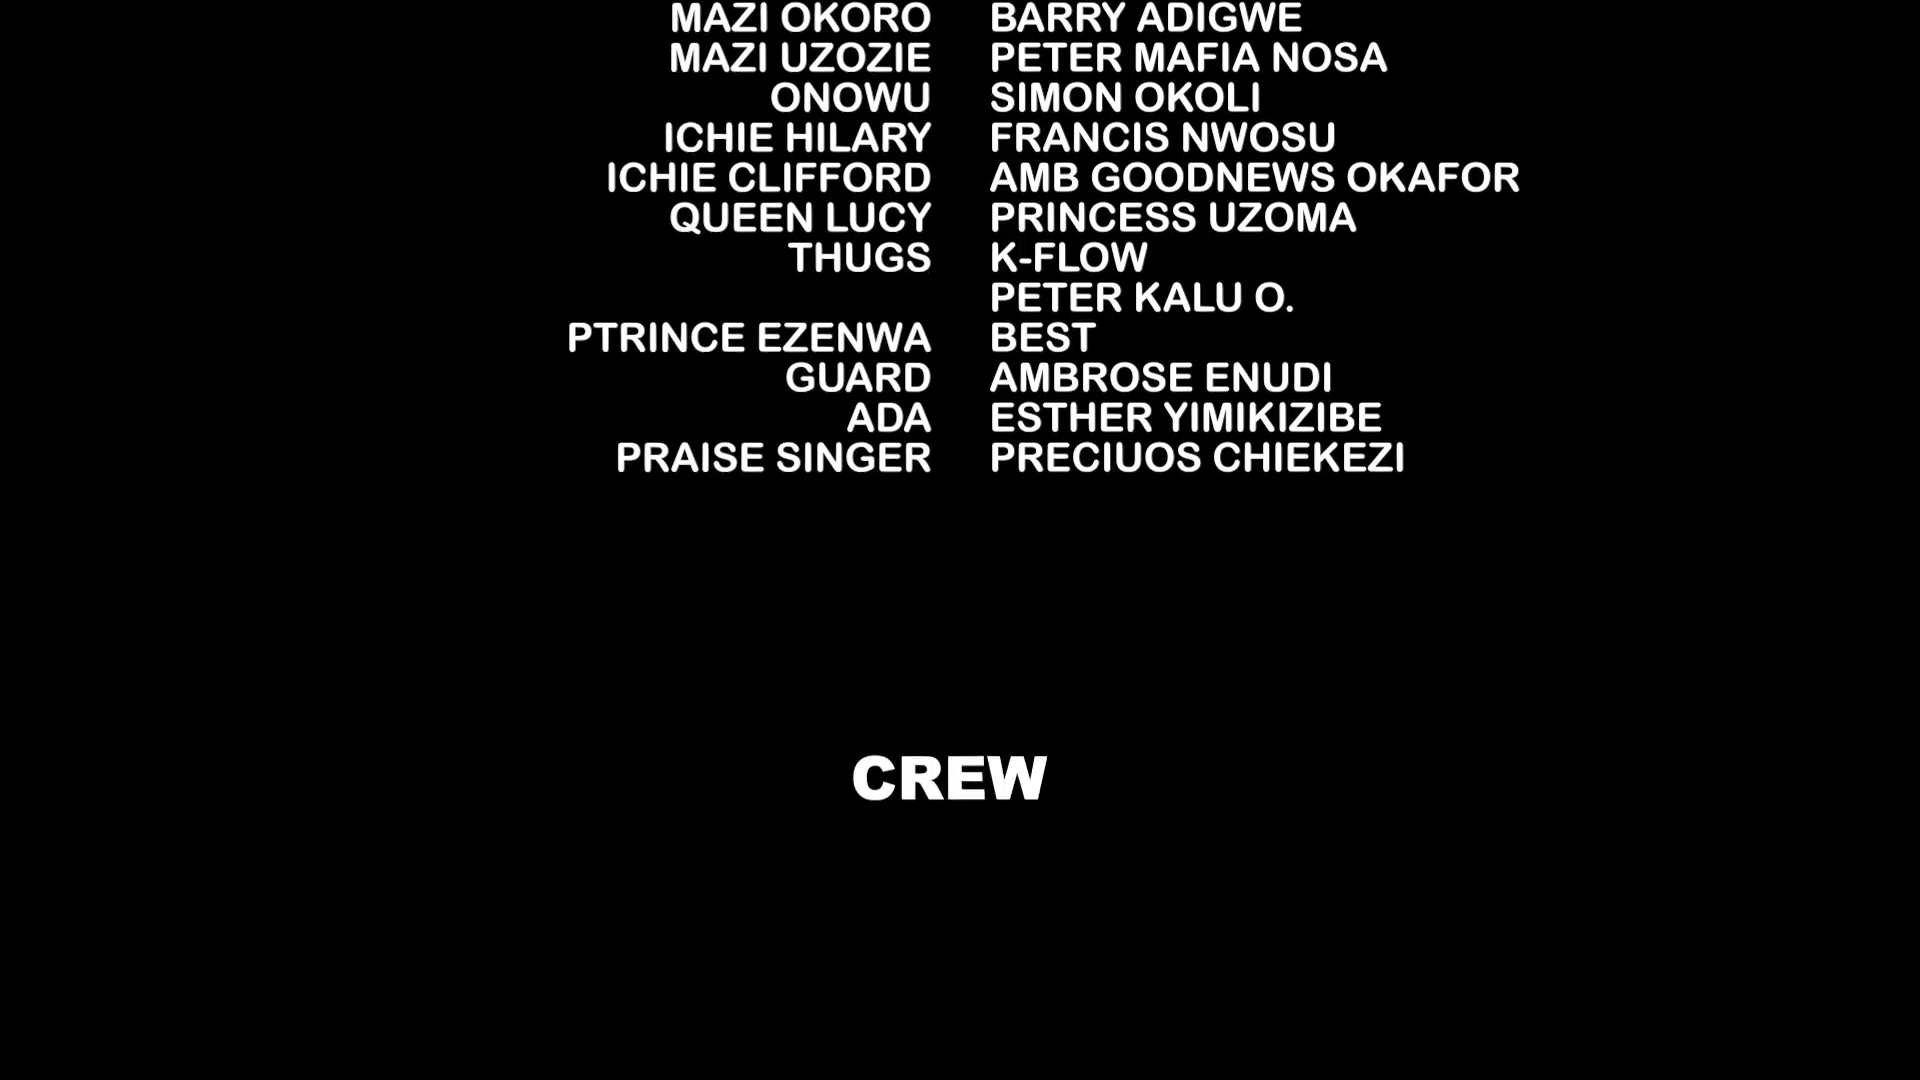 MAZI OKORO BARRY ADIGWE
MAZI UZOZIE PETER MAFIA NOSA
ONOWU SIMON OKOLI
ICHIE HILARY FRANCIS NWOSU
ICHIE CLIFFORD AMB GOODNEWS OKAFOR
QUEEN LUCY PRINCESS UZOMA
THUGS K-FLOW
PETER KALU O.
PTRINCE EZENWA BEST
GUARD AMBROSE ENUDI
ADA ESTHER YIMIKIZIBE
PRAISE SINGER PRECIUOS CHIEKEZI
CREW